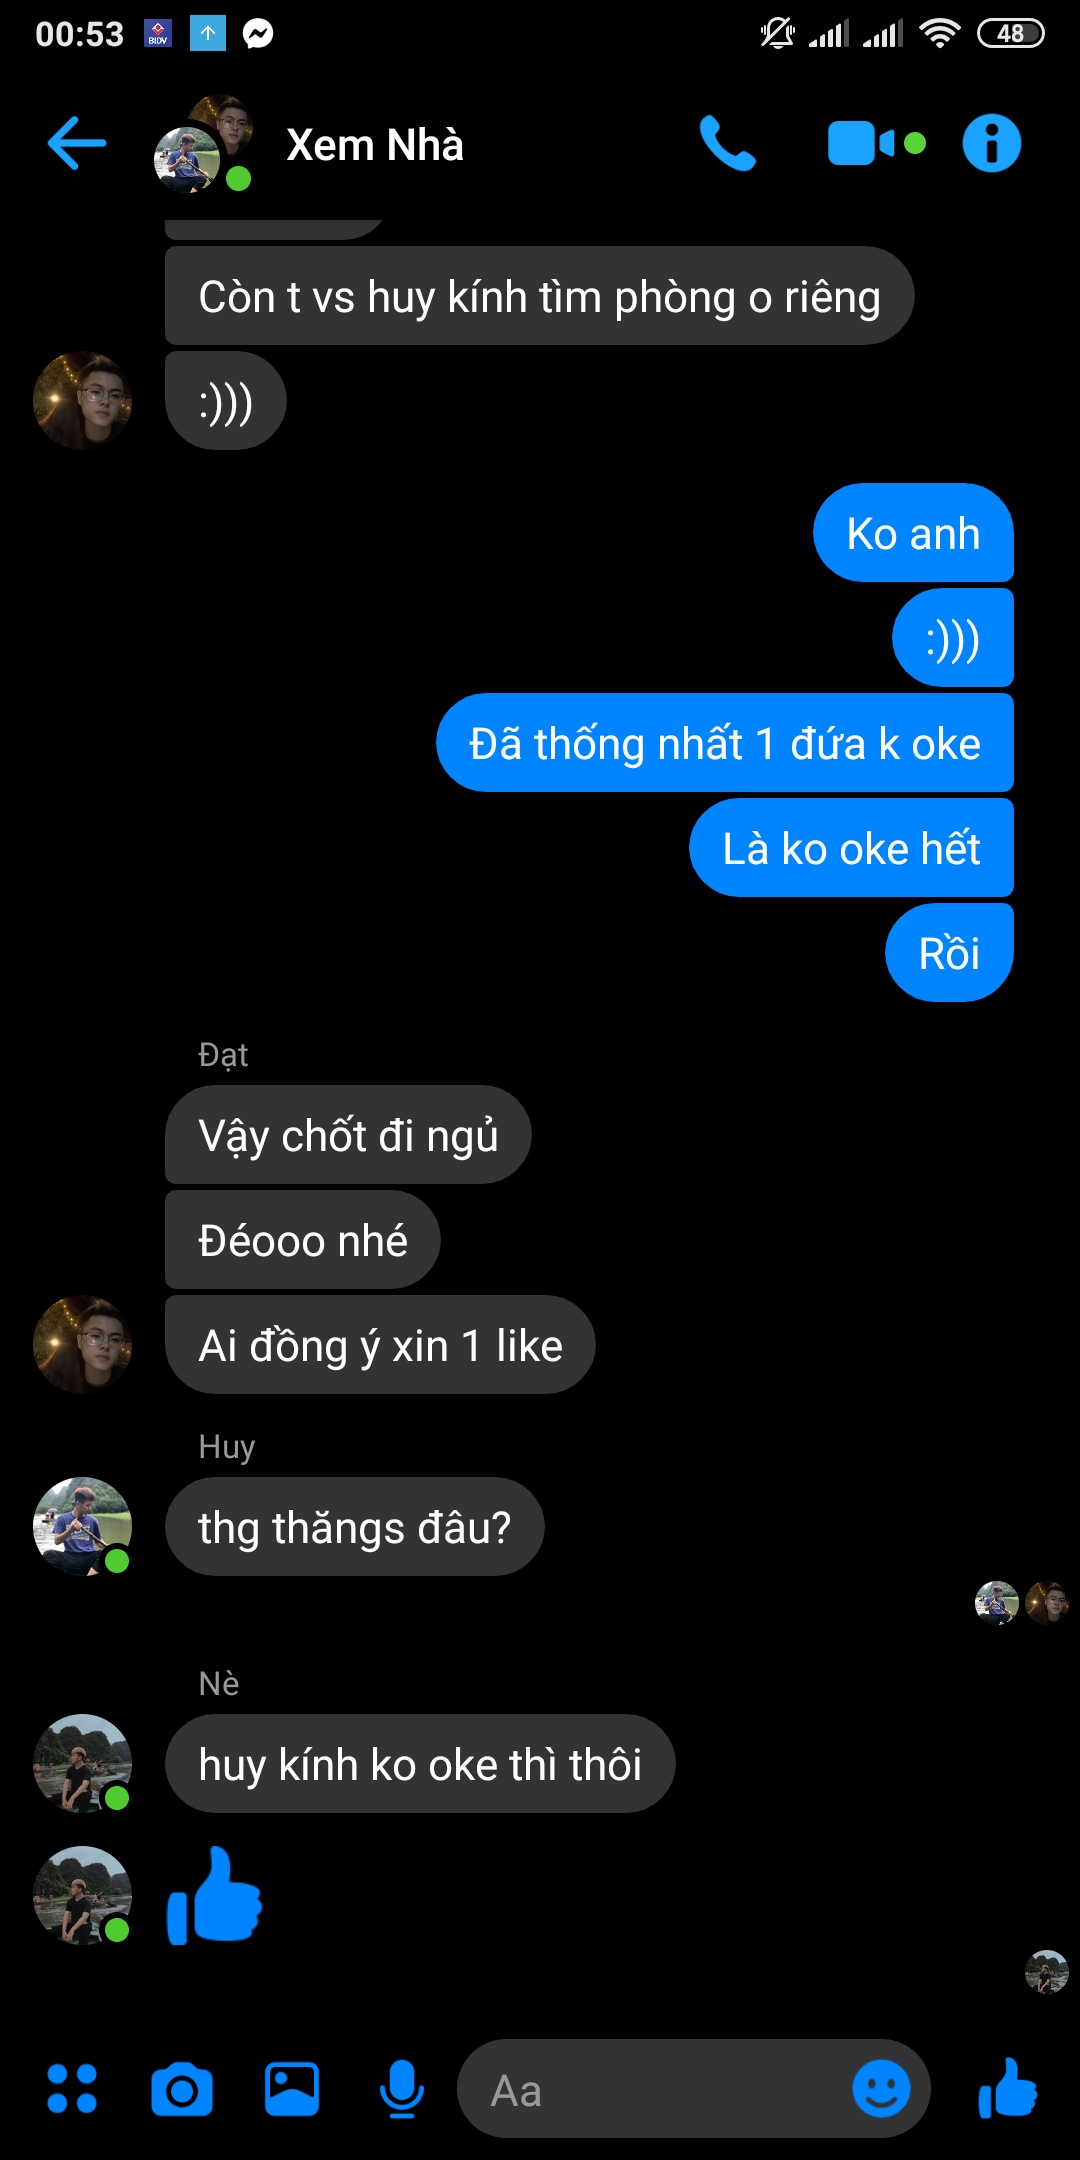 00:53
BIDV
48
Xem Nhà
Còn t vs huy kính tìm phòng o riêng
:)))
Ko anh
:)))
Đã thống nhất 1 đứa k oke
Là ko oke hết
Rồi
Đạt
Vậy chốt đi ngủ
Đéooo nhé
Ai đồng ý xin 1 like
Huy
thg thăngs đâu?
Nè
huy kính ko oke thì thôi
Aa